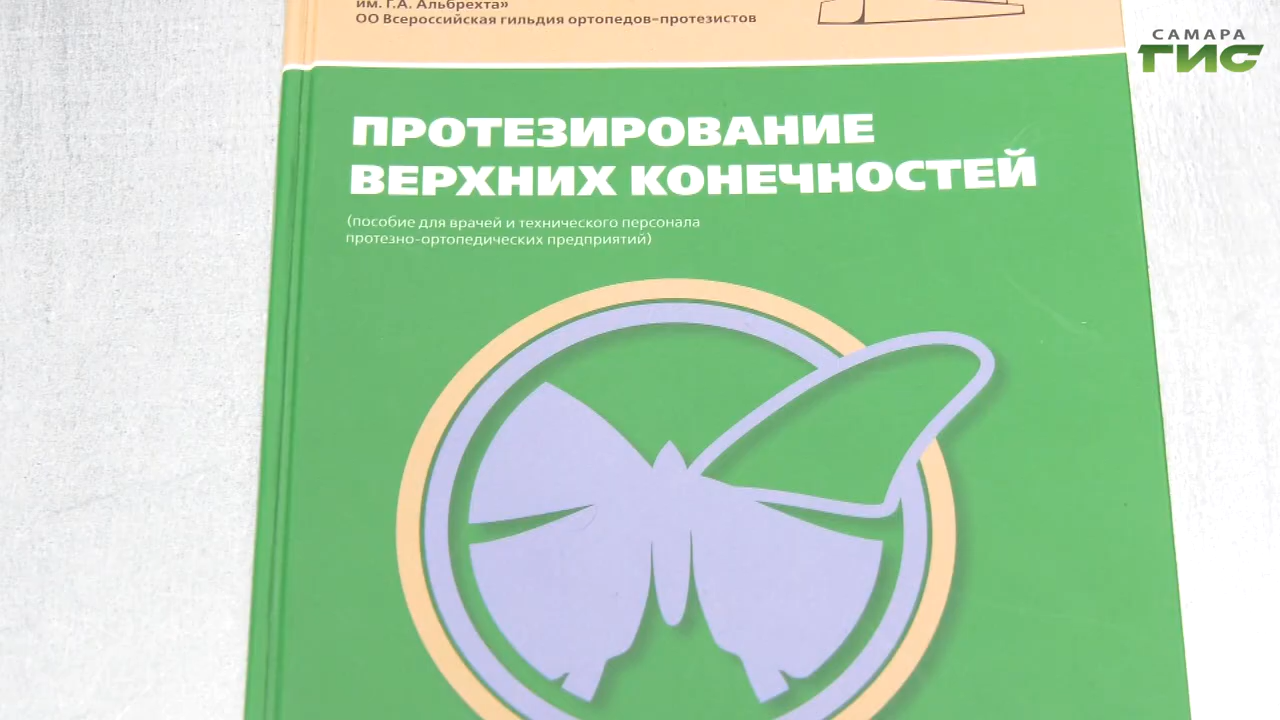 им. Г.А. Альбрехта»
ОО Всероссийская гильдия ортопедов-протезистов
САМАРА
ГИС
ПРОТЕЗИРОВАНИЕ
ВЕРХНИХ КОНЕЧНОСТЕЙ
(пособие для врачей и технического персонала
протезно-ортопедических предприятий)